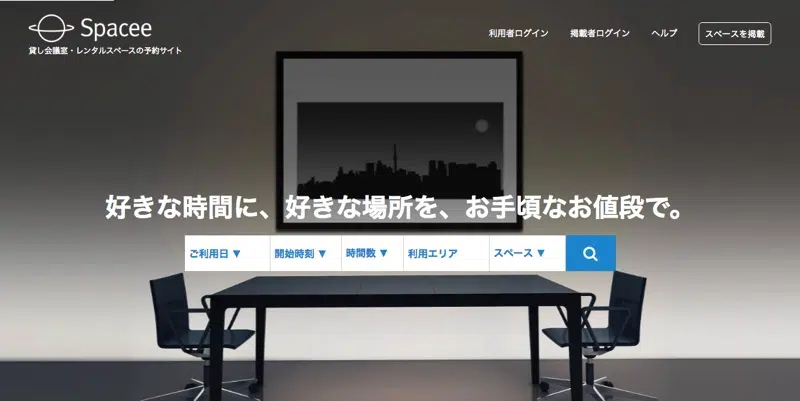 Spacee
貸し会議室・レンタルスペースの予約サイト
利用者ログイン 掲載者ログイン ヘルプ スペースを掲載
好きな時間に、好きな場所を、お手頃なお値段で。
ご利用日 ▼ 開始時刻 ▼ 時間数 ▼ 利用エリア スペース ▼